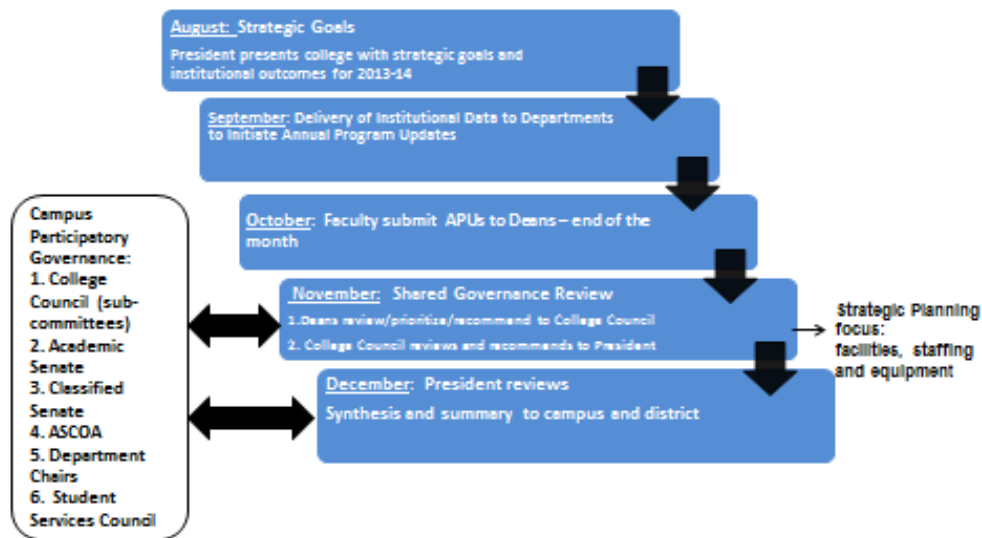 August: Strategic Goals
President presents college with strategic goals and
institutional outcomes for 2013-14
September: Delivery of Institutional Data to Departments
to Initiate Annual Program Updates
October: Faculty submit APUs to Deans – end of the
month
November: Shared Governance Review
1.Deans review/prioritize/recommend to College Council
2. College Council reviews and recommends to President
December: President reviews
Synthesis and summary to campus and district
Campus
Participatory
Governance:
1. College
Council (sub-
committees)
2. Academic
Senate
3. Classified
Senate
4. ASCOA
5. Department
Chairs
6. Student
Services Council
Strategic Planning
focus:
facilities, staffing
and equipment